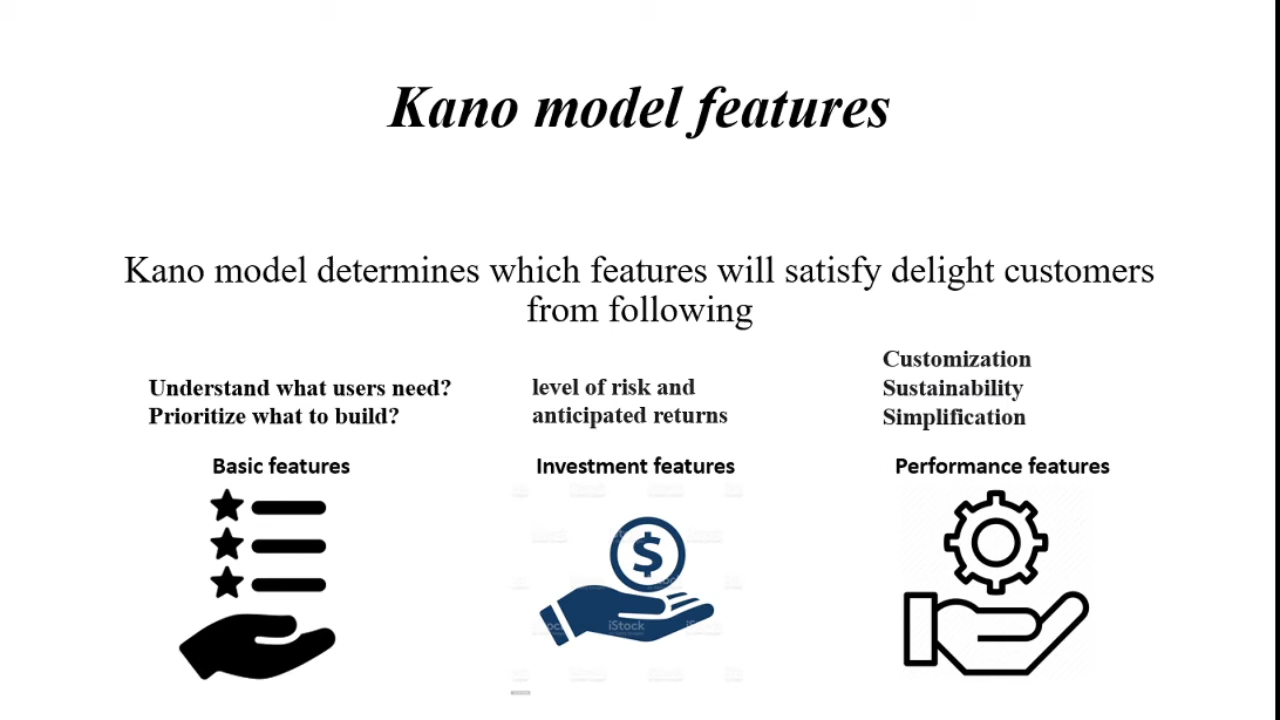 Kano model features
Kano model determines which features will satisfy delight customers
from following
Understand what users need?
Prioritize what to build?
level of risk and
anticipated returns
Customization
Sustainability
Simplification
Basic features
Investment features
Performance features
$
iStock